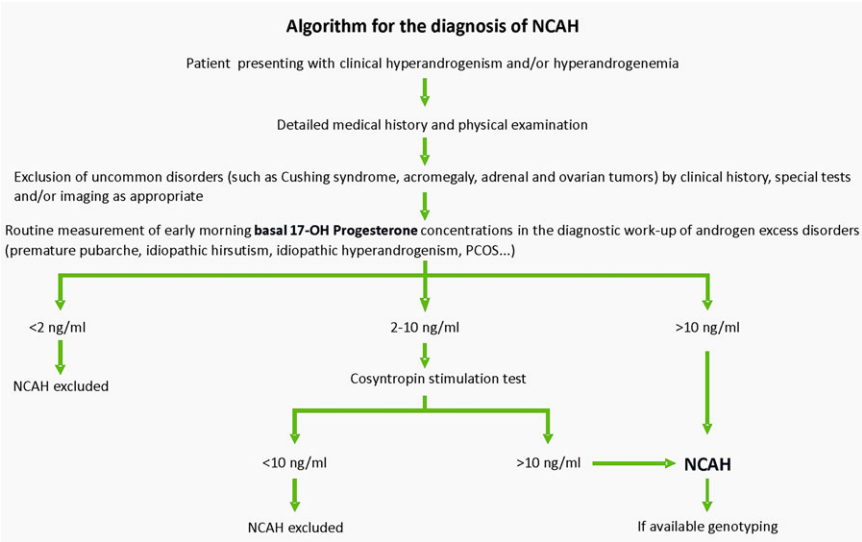 Algorithm for the diagnosis of NCAH
Patient presenting with clinical hyperandrogenism and/or hyperandrogenemia
Detailed medical history and physical examination
Exclusion of uncommon disorders (such as Cushing syndrome, acromegaly, adrenal and ovarian tumors) by clinical history, special tests
and/or imaging as appropriate
Routine measurement of early morning basal 17-OH Progesterone concentrations in the diagnostic work-up of androgen excess disorders
(premature pubarche, idiopathic hirsutism, idiopathic hyperandrogenism, PCOS...)
<2 ng/ml
2-10 ng/ml
>10 ng/ml
NCAH excluded
Cosyntropin stimulation test
<10 ng/ml
>10 ng/ml
NCAH
NCAH excluded
If available genotyping